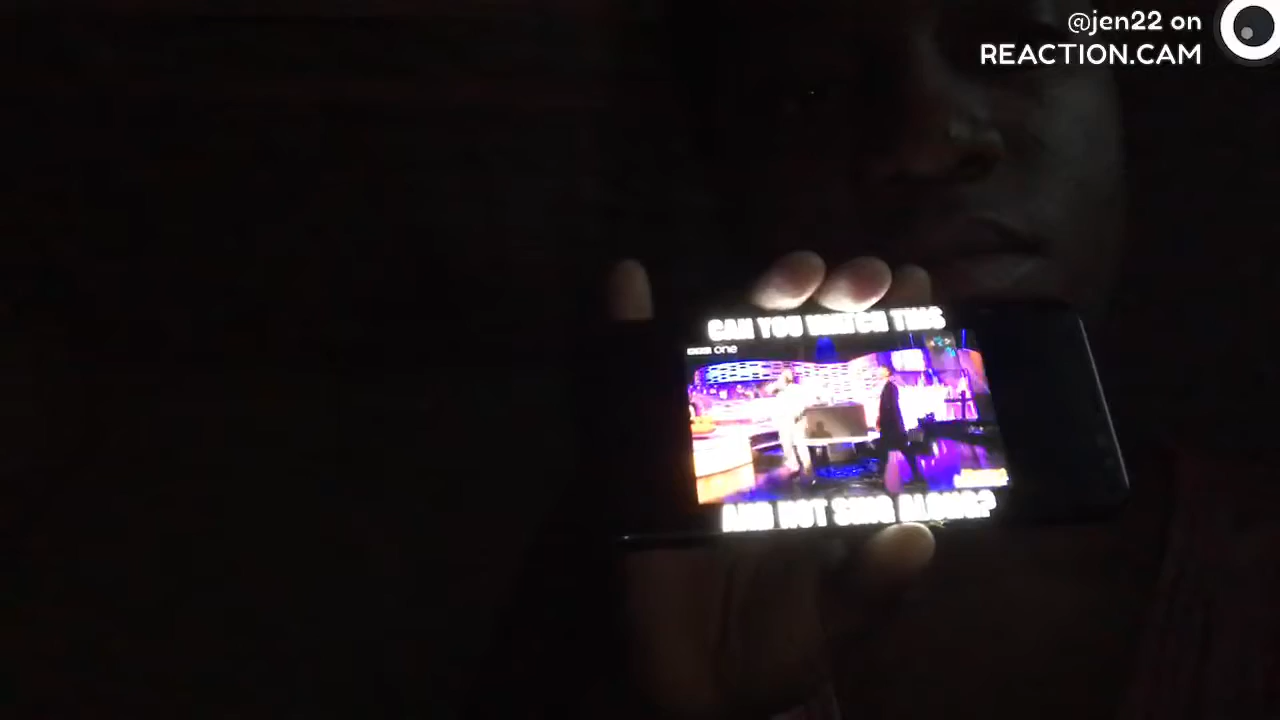 @jen22 on
REACTION.CAM
CAN YOU WATCH THIS
one
AND NOT SING ALONG?